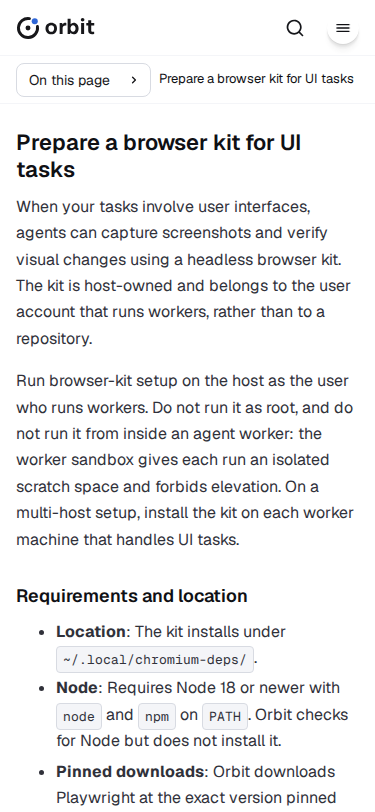 orbit
On this page
Prepare a browser kit for UI tasks
Prepare a browser kit for UI
tasks
When your tasks involve user interfaces,
agents can capture screenshots and verify
visual changes using a headless browser kit.
The kit is host-owned and belongs to the user
account that runs workers, rather than to a
repository.
Run browser-kit setup on the host as the user
who runs workers. Do not run it as root, and do
not run it from inside an agent worker: the
worker sandbox gives each run an isolated
scratch space and forbids elevation. On a
multi-host setup, install the kit on each worker
machine that handles UI tasks.
Requirements and location
• Location: The kit installs under
~/.local/chromium-deps/.
• Node: Requires Node 18 or newer with
node and npm on PATH. Orbit checks
for Node but does not install it.
• Pinned downloads: Orbit downloads
Playwright at the exact version pinned